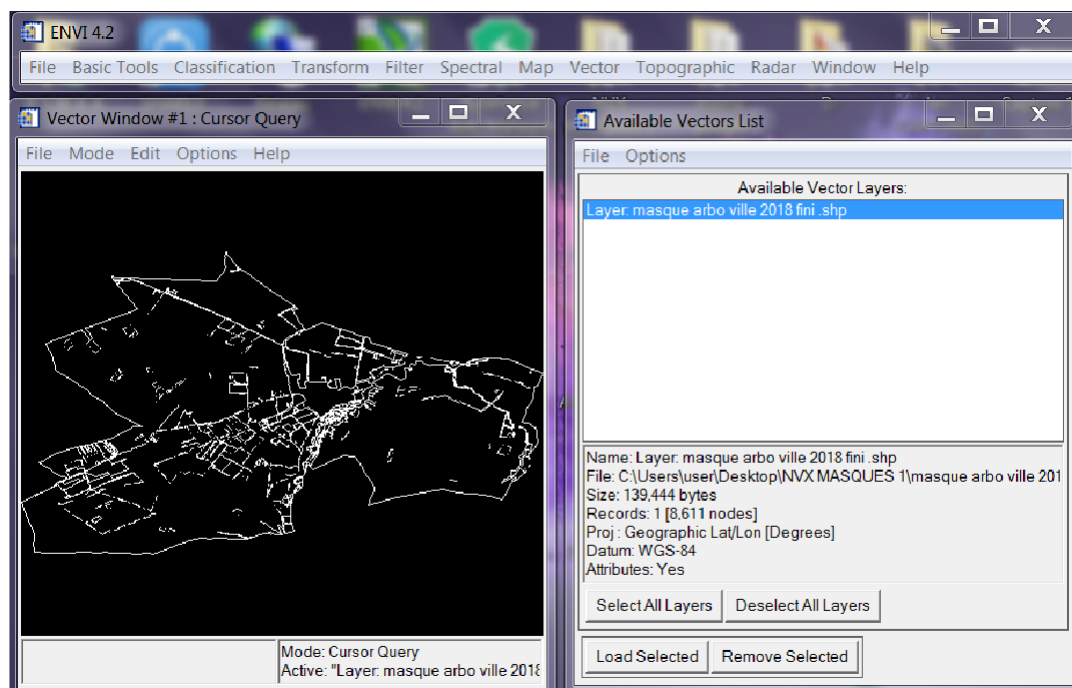 ENVI 4.2
File Basic Tools Classification Transform Filter Spectral Map Vector Topographic Radar Window Help
Vector Window #1 : Cursor Query
File Mode Edit Options Help
Mode: Cursor Query
Active: "Layer: masque arbo ville 2018
Available Vectors List
File Options
Available Vector Layers:
Layer: masque arbo ville 2018 fini .shp
Name: Layer: masque arbo ville 2018 fini .shp
File: C:\Users\user\Desktop\NVX MASQUES 1\masque arbo ville 201
Size: 139,444 bytes
Records: 1 [8,611 nodes]
Proj : Geographic Lat/Lon [Degrees]
Datum: WGS-84
Attributes: Yes
Select All Layers Deselect All Layers
Load Selected Remove Selected